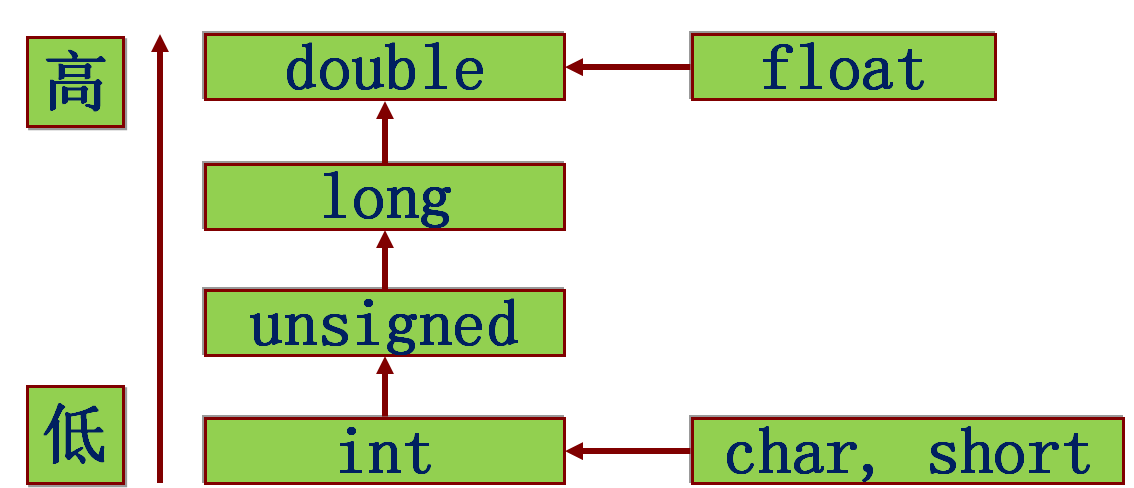 高
double
float
long
unsigned
低
int
char, short